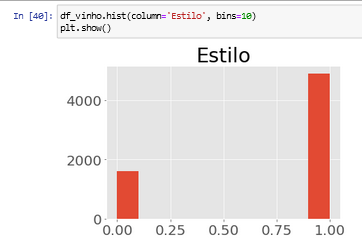 In [40]: df_vinho.hist(column='Estilo', bins=10)
plt.show()
Estilo
4000
2000
0
0.00 0.25 0.50 0.75 1.00